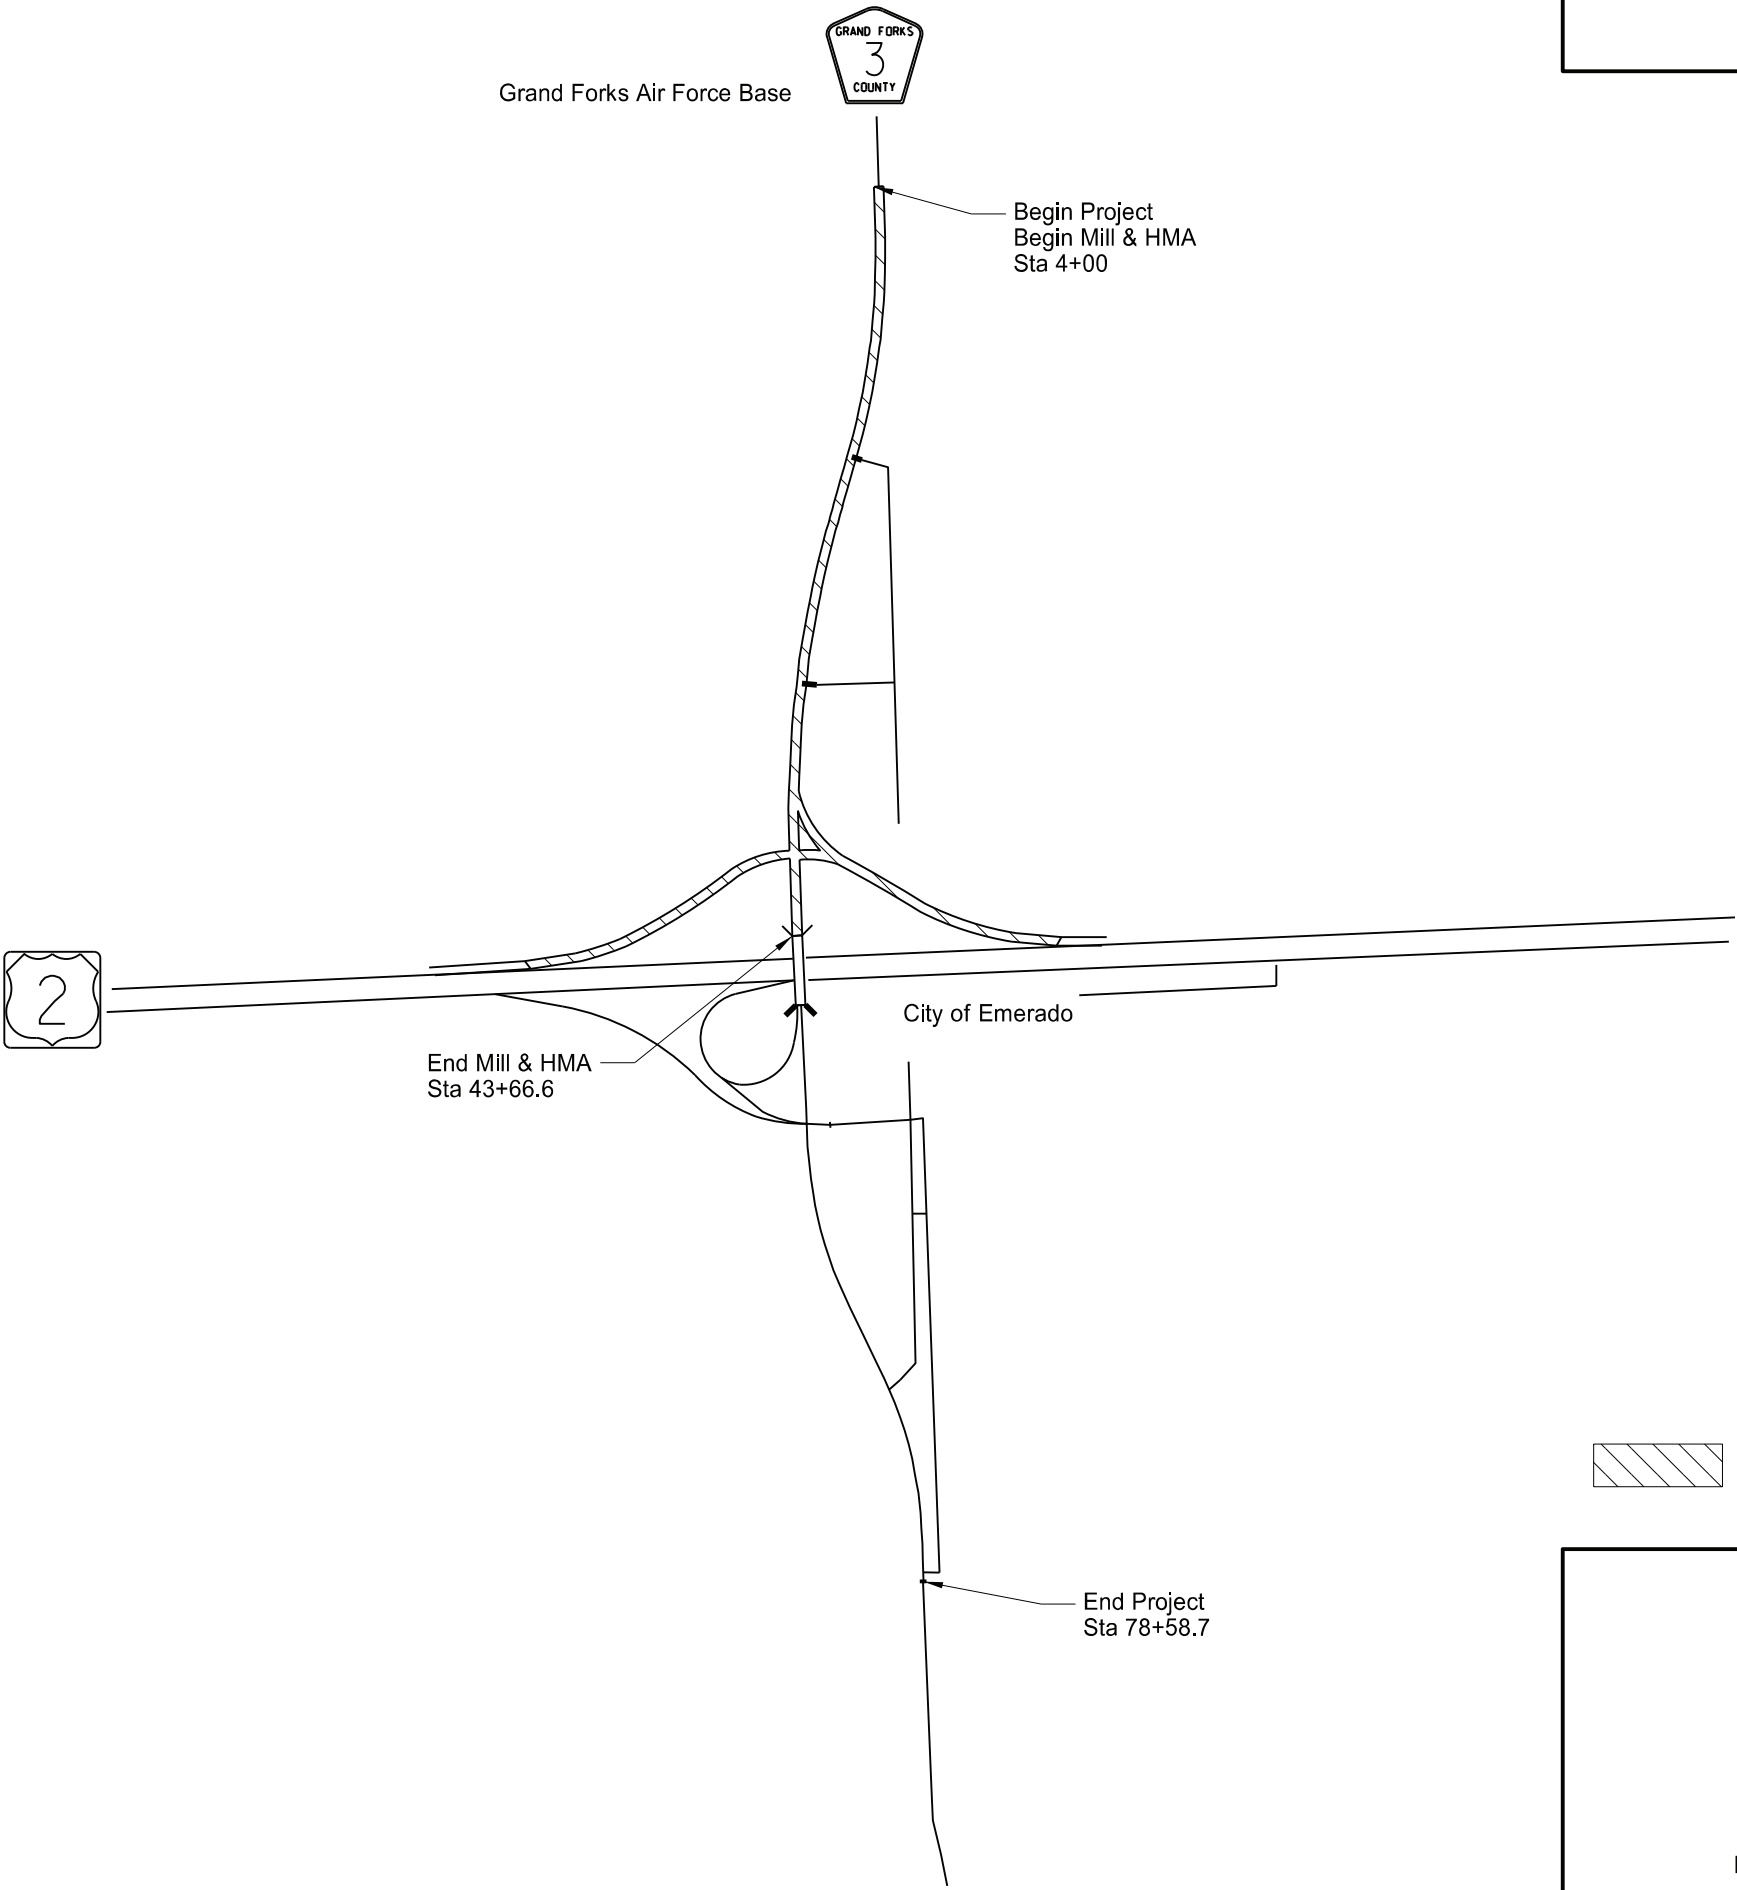 GRAND FORKS
3
COUNTY
Grand Forks Air Force Base
Begin Project
Begin Mill & HMA
Sta 4+00
2
City of Emerado
End Mill & HMA
Sta 43+66.6
End Project
Sta 78+58.7